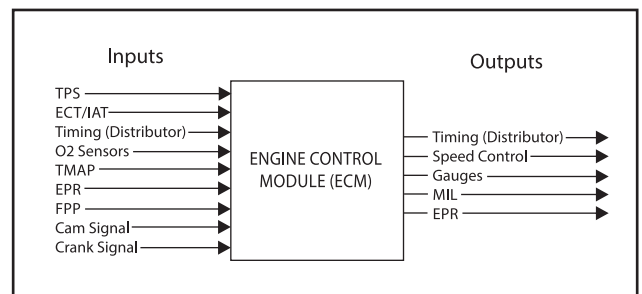 Inputs
Outputs
TPS
ECT/IAT
Timing (Distributor)
O2 Sensors
TMAP
EPR
FPP
Cam Signal
Crank Signal
ENGINE CONTROL
MODULE (ECM)
Timing (Distributor)
Speed Control
Gauges
MIL
EPR